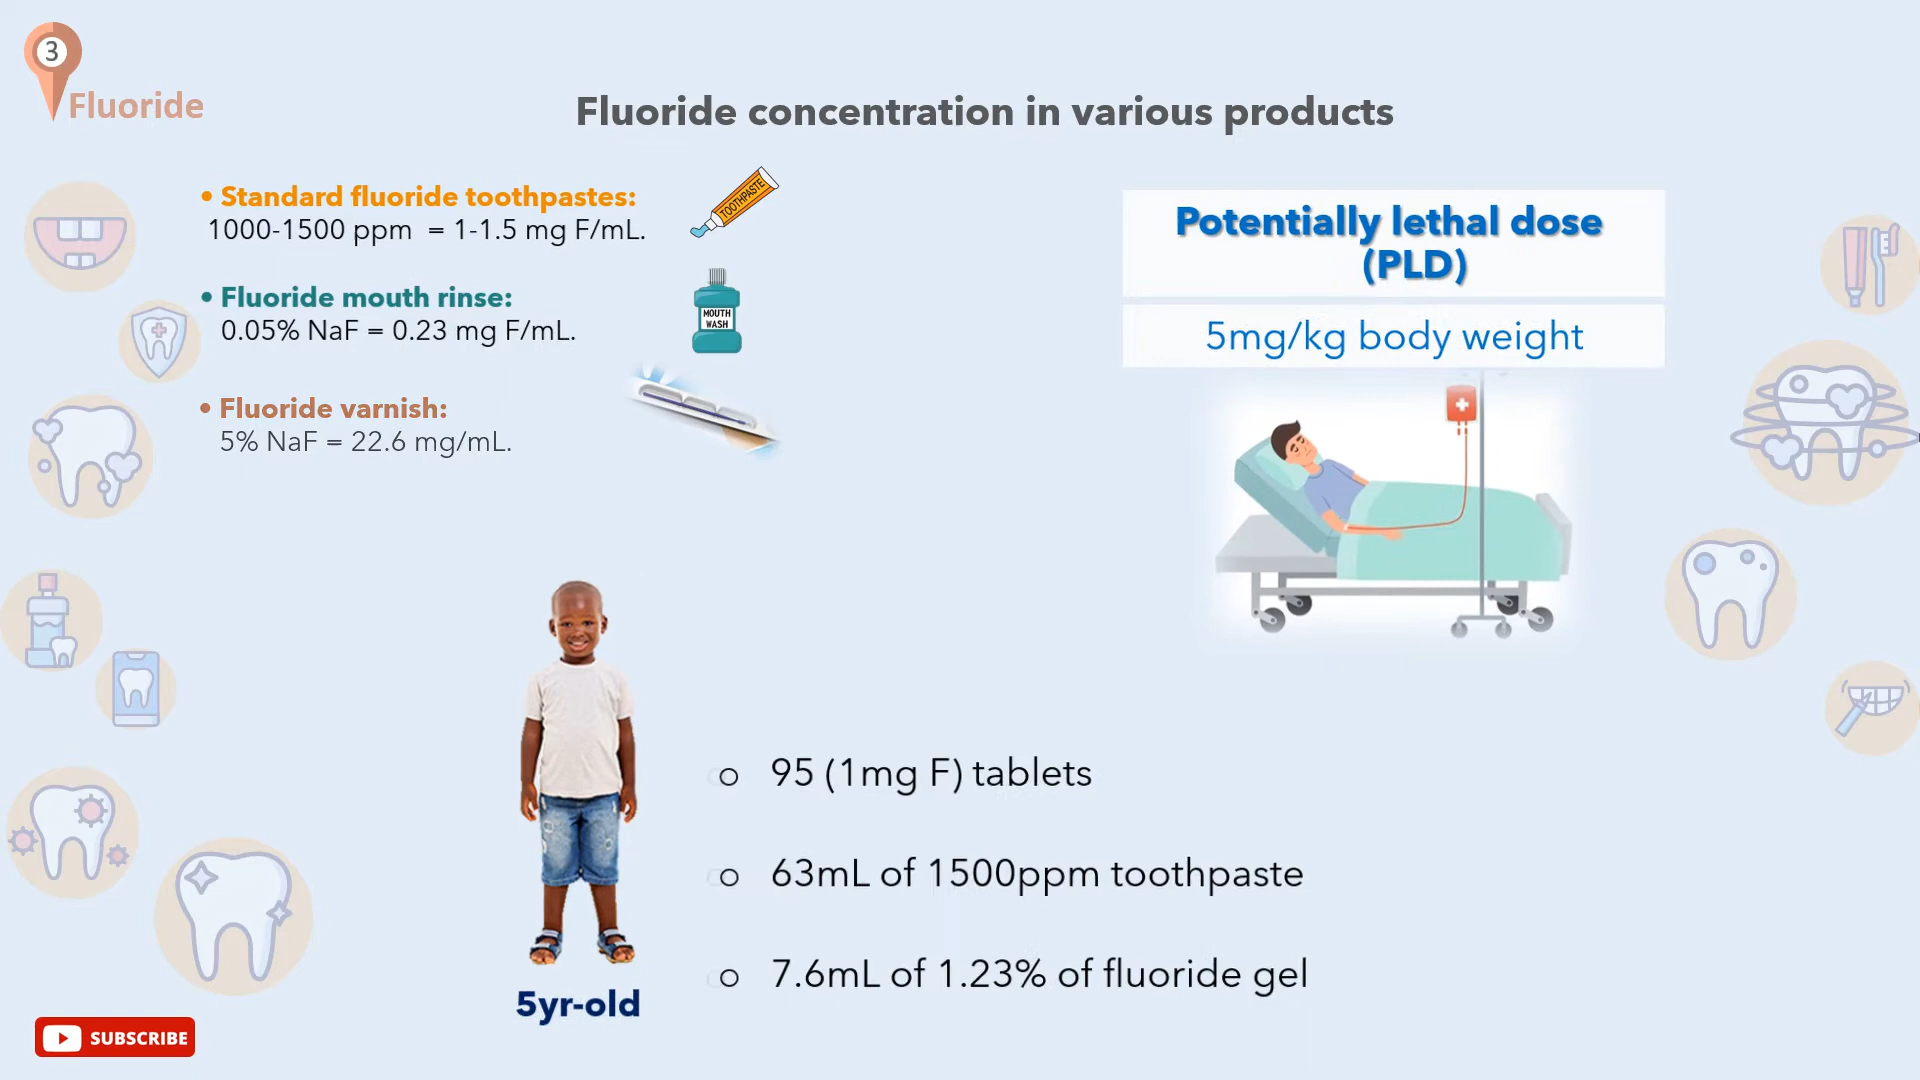 3
Fluoride
Fluoride concentration in various products
• Standard fluoride toothpastes:
1000-1500 ppm = 1-1.5 mg F/mL.
TOOTHPASTE
• Fluoride mouth rinse:
0.05% NaF = 0.23 mg F/mL.
MOUTH
WASH
• Fluoride varnish:
5% NaF = 22.6 mg/mL.
Potentially lethal dose
(PLD)
5mg/kg body weight
5yr-old
o 95 (1mg F) tablets
o 63mL of 1500ppm toothpaste
o 7.6mL of 1.23% of fluoride gel
SUBSCRIBE